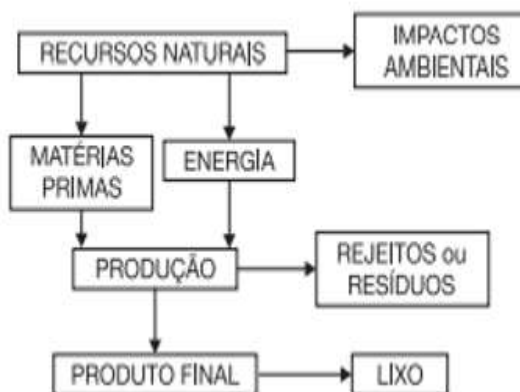 RECURSOS NATURAIS
IMPACTOS
AMBIENTAIS
MATÉRIAS
PRIMAS
ENERGIA
PRODUÇÃO
REJEITOS ou
RESÍDUOS
PRODUTO FINAL
LIXO